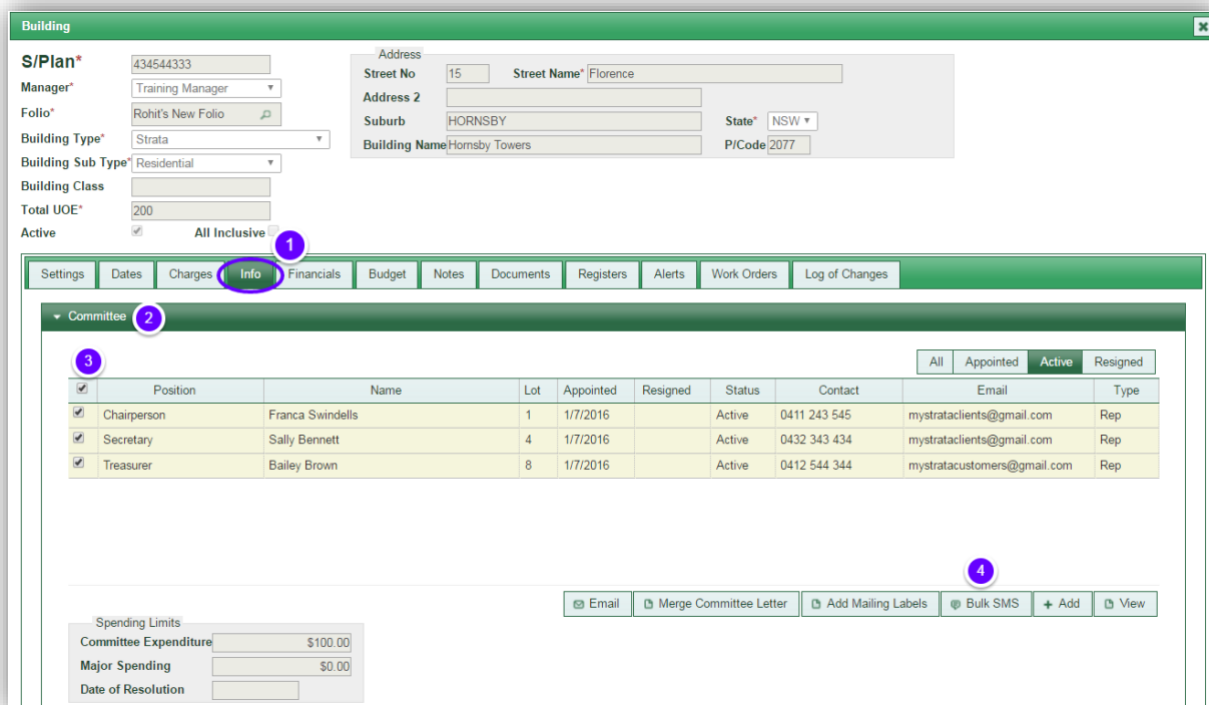 Building
S/Plan* 434544333
Manager* Training Manager
Folio* Rohit's New Folio
Building Type* Strata
Building Sub Type* Residential
Building Class
Total UOE* 200
Active All Inclusive
Address
Street No 15 Street Name* Florence
Address 2
Suburb HORNSBY State* NSW
Building Name Hornsby Towers P/Code 2077
1
Settings Dates Charges Info Financials Budget Notes Documents Registers Alerts Work Orders Log of Changes
Committee 2
3
All Appointed Active Resigned
Position Name Lot Appointed Resigned Status Contact Email Type
Chairperson Franca Swindells 1 1/7/2016 Active 0411 243 545 mystrataclients@gmail.com Rep
Secretary Sally Bennett 4 1/7/2016 Active 0432 343 434 mystrataclients@gmail.com Rep
Treasurer Bailey Brown 8 1/7/2016 Active 0412 544 344 mystratacustomers@gmail.com Rep
4
Email Merge Committee Letter Add Mailing Labels Bulk SMS + Add View
Spending Limits
Committee Expenditure $100.00
Major Spending $0.00
Date of Resolution